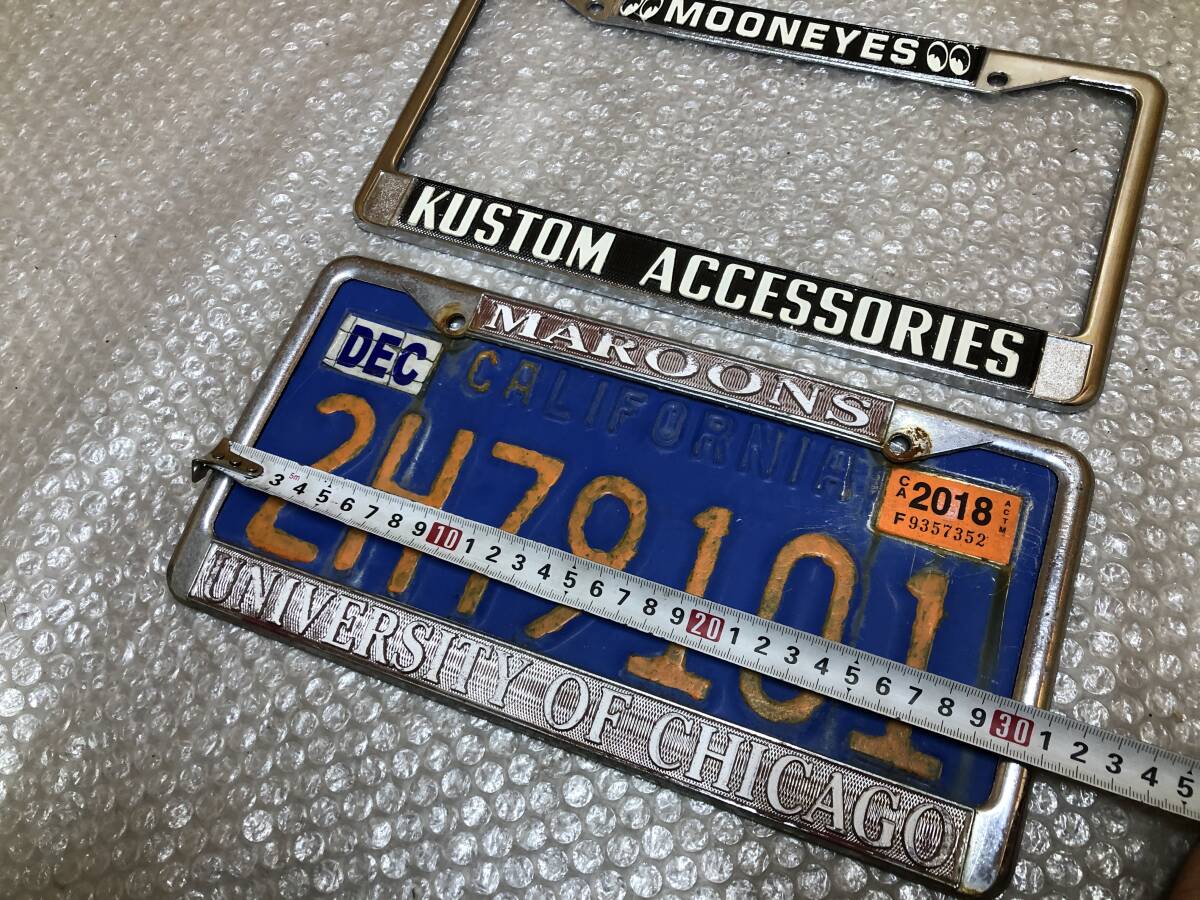 MOONEYES
KUSTOM ACCESSORIES
MAROONS
DEC
CALIFORNIA
CA 2018 ACTM
F9357352
2H79101
3 4 5m 5 6 7 8 9 10 1 2 3 4 5 6 7 8 9 20 1 2 3 4 5 6 7 8 9 30 1 2 3 4 5
UNIVERSITY OF CHICAGO